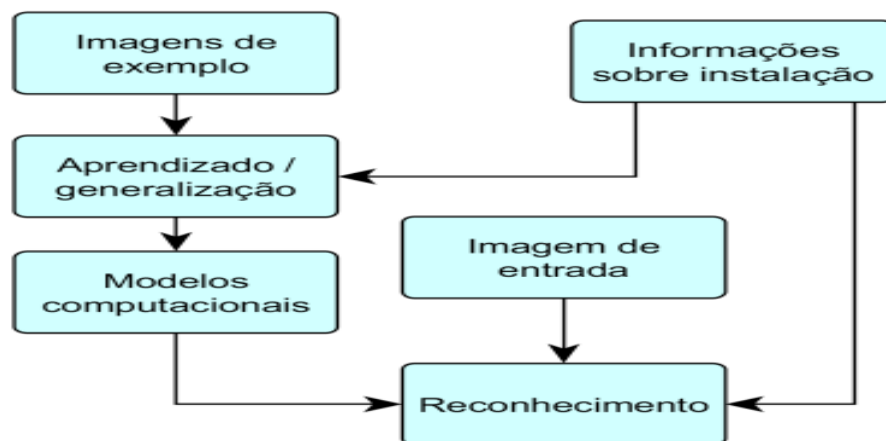 Imagens de
exemplo
Informações
sobre instalação
Aprendizado /
generalização
Imagem de
entrada
Modelos
computacionais
Reconhecimento